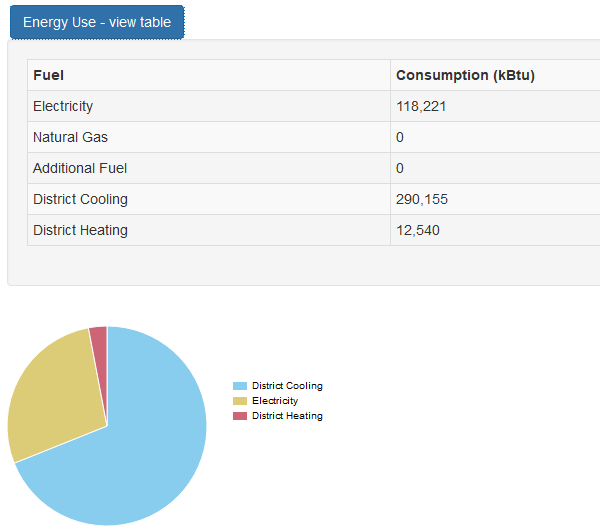 Energy Use - view table
Fuel Consumption (kBtu)
Electricity 118,221
Natural Gas 0
Additional Fuel 0
District Cooling 290,155
District Heating 12,540
District Cooling
Electricity
District Heating